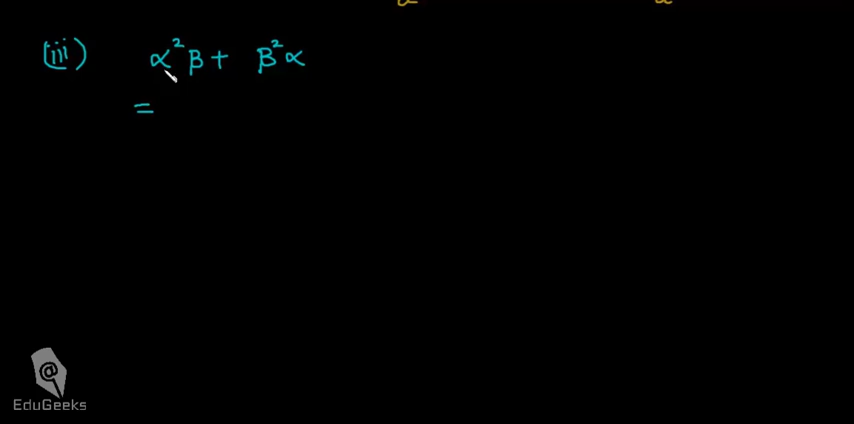 (iii) α²β + β²α
=
@
EduGeeks